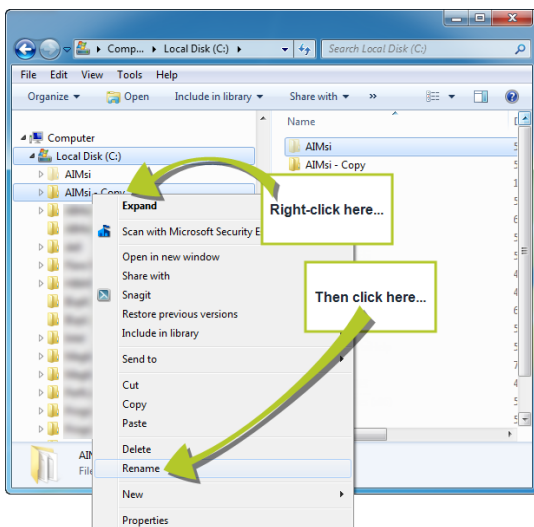 Comp... Local Disk (C:) Search Local Disk (C:)
File Edit View Tools Help
Organize Open Include in library Share with »
Name
Computer
Local Disk (C:)
AIMsi
AIMsi - Copy
AIMsi
AIMsi - Copy
Right-click here...
Expand
Scan with Microsoft Security E
Open in new window
Share with
Snagit
Restore previous versions
Include in library
Send to
Cut
Copy
Paste
Delete
Rename
New
Properties
Then click here...